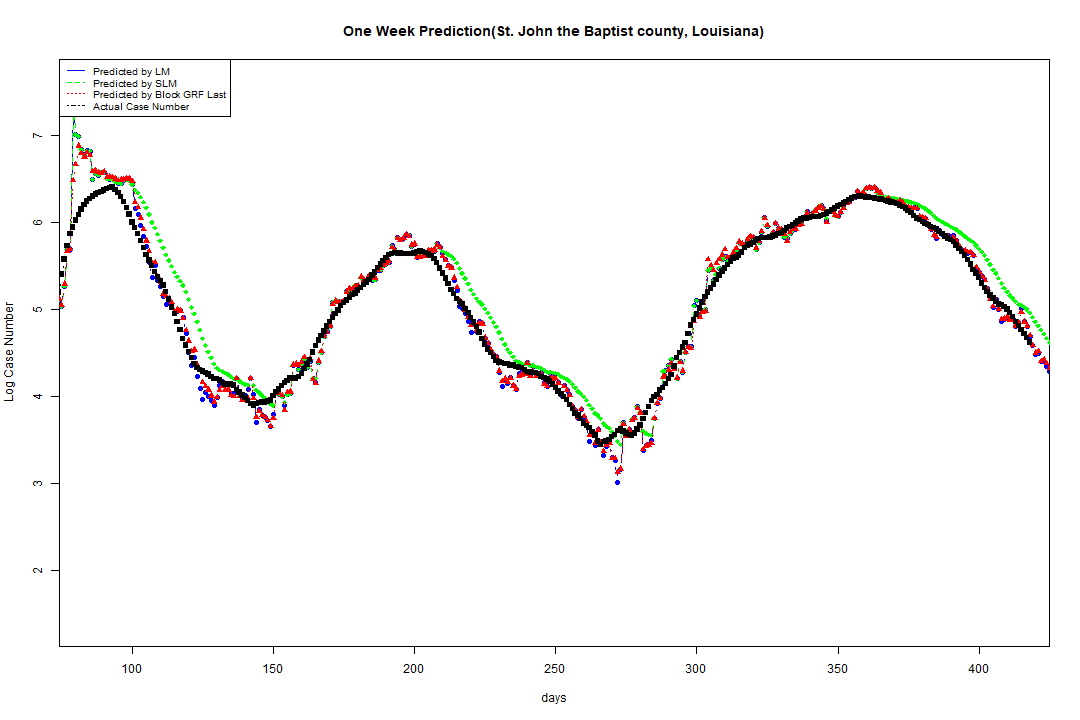 One Week Prediction(St. John the Baptist county, Louisiana)
Predicted by LM
Predicted by SLM
Predicted by Block GRF Last
Actual Case Number
7
6
5
4
3
2
Log Case Number
100 150 200 250 300 350 400
days